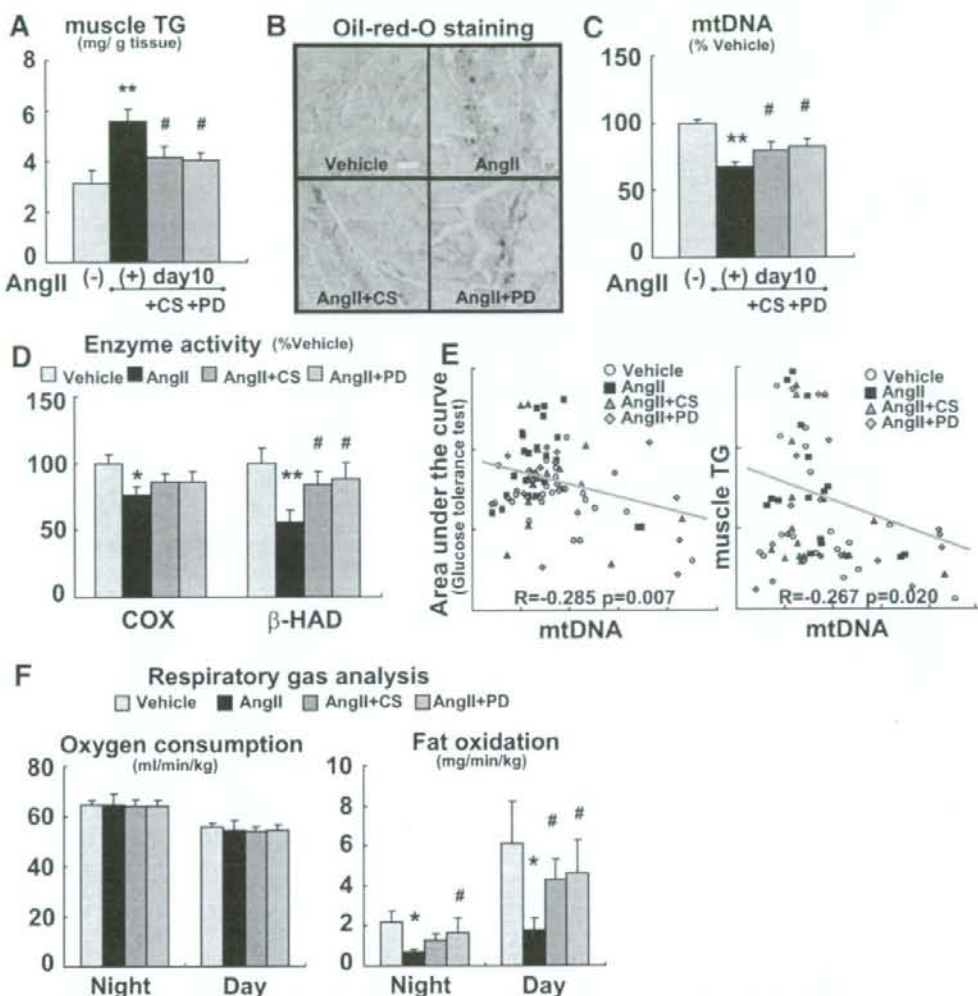 A
muscle TG
(mg/ g tissue)
8
6
4
2
0
**
#
#
AngII (-) (+) day10
+CS +PD
B
Oil-red-O staining
Vehicle
AngII
AngII+CS
AngII+PD
C
mtDNA
(% Vehicle)
150
100
50
0
**
#
#
AngII (-) (+) day10
+CS +PD
D
Enzyme activity (%Vehicle)
Vehicle AngII AngII+CS AngII+PD
150
100
50
0
*
**
#
#
COX β-HAD
E
Area under the curve
(Glucose tolerance test)
Vehicle
AngII
AngII+CS
AngII+PD
R=-0.285 p=0.007
mtDNA
muscle TG
Vehicle
AngII
AngII+CS
AngII+PD
R=-0.267 p=0.020
mtDNA
F
Respiratory gas analysis
Vehicle AngII AngII+CS AngII+PD
Oxygen consumption
(ml/min/kg)
80
60
40
20
0
Night Day
Fat oxidation
(mg/min/kg)
10
8
6
4
2
0
*
#
*
#
#
Night Day